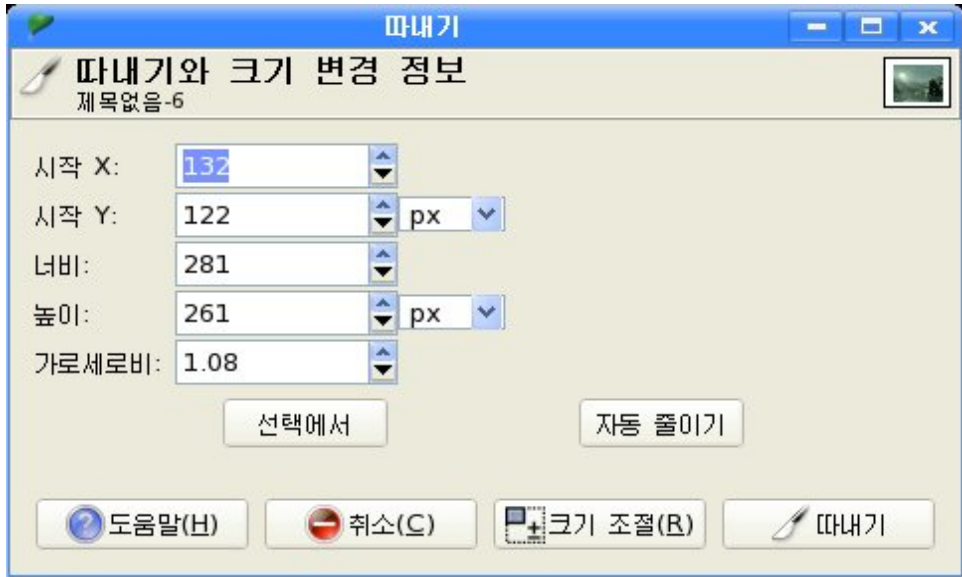 따내기
따내기와 크기 변경 정보
제목없음-6
시작 X: 132
시작 Y: 122 px
너비: 281
높이: 261 px
가로세로비: 1.08
선택에서 자동 줄이기
도움말(H) 취소(C) 크기 조절(R) 따내기